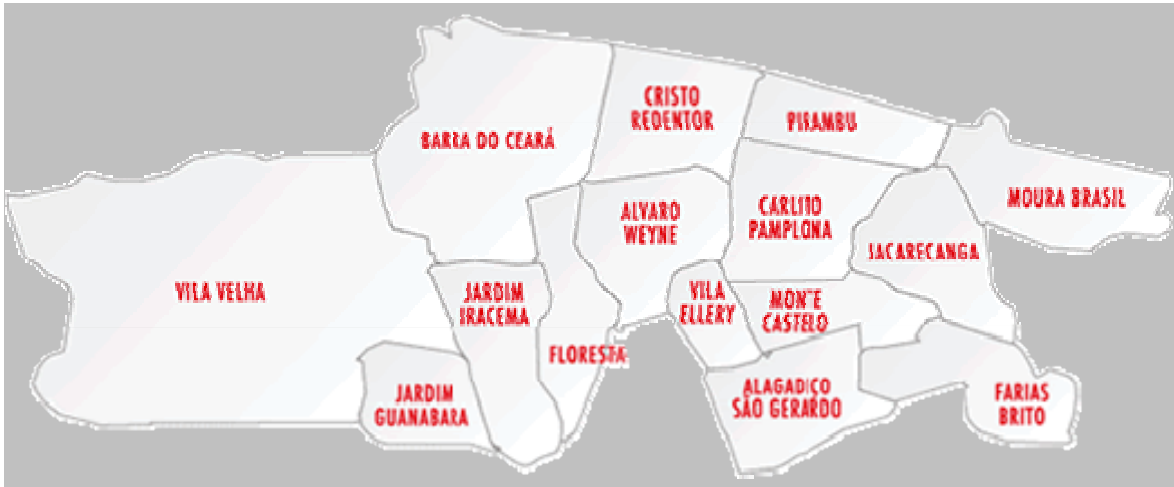 CRISTO
REDENTOR
PIRAMBU
BARRA DO CEARÁ
MOURA BRASIL
ALVARO
WEYNE
CARLITO
PAMPLONA
JACARECANGA
VILA VELHA
JARDIM
IRACEMA
VILA
ELLERY
MONTE
CASTELO
FLORESTA
JARDIM
GUANABARA
ALAGADIÇO
SÃO GERARDO
FARIAS
BRITO